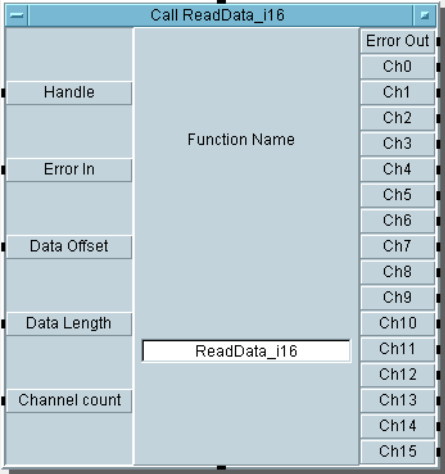 Call ReadData_i16
Error Out
Ch0
Handle
Ch1
Ch2
Function Name
Ch3
Error In
Ch4
Ch5
Ch6
Data Offset
Ch7
Ch8
Ch9
Data Length
Ch10
ReadData_i16
Ch11
Ch12
Channel count
Ch13
Ch14
Ch15